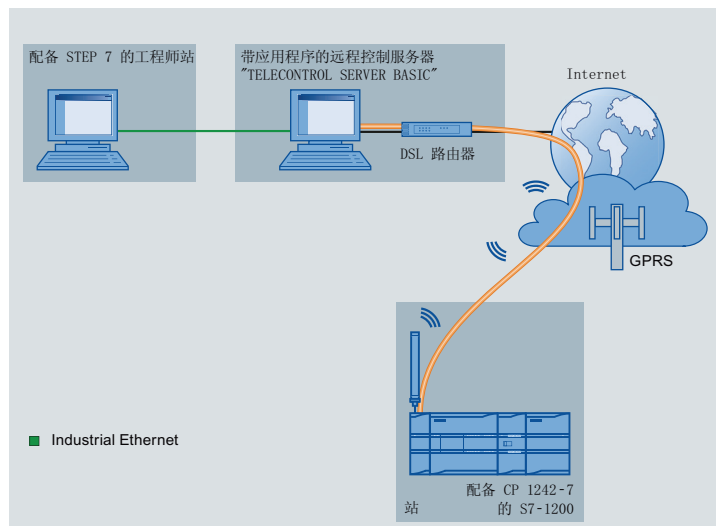 配备 STEP 7 的工程师站
带应用程序的远程控制服务器
"TELECONTROL SERVER BASIC"
Internet
DSL 路由器
GPRS
Industrial Ethernet
配备 CP 1242-7
的 S7-1200
站